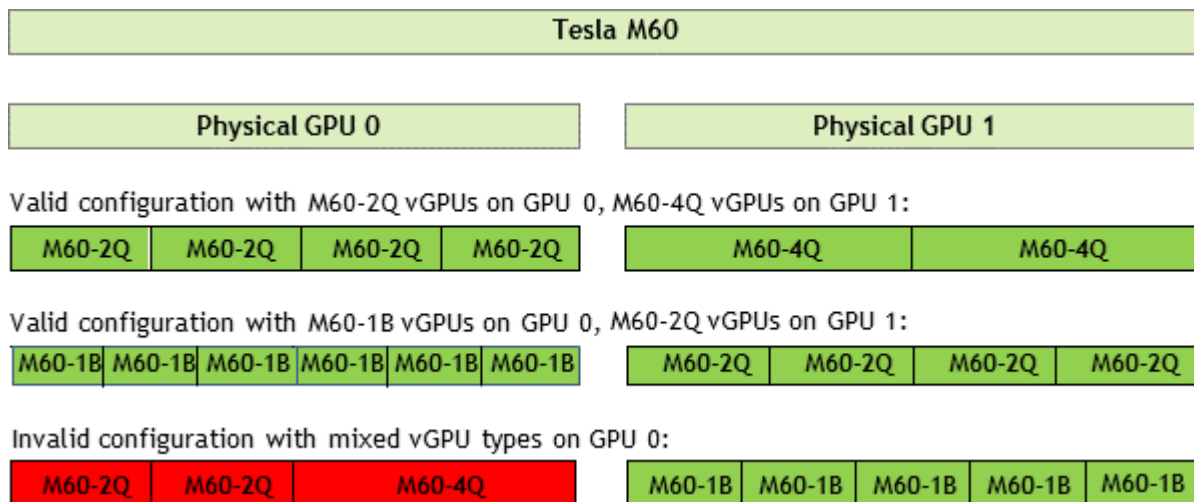 Tesla M60
Physical GPU 0 Physical GPU 1
Valid configuration with M60-2Q vGPUs on GPU 0, M60-4Q vGPUs on GPU 1:
M60-2Q M60-2Q M60-2Q M60-2Q M60-4Q M60-4Q
Valid configuration with M60-1B vGPUs on GPU 0, M60-2Q vGPUs on GPU 1:
M60-1B M60-1B M60-1B M60-1B M60-1B M60-1B M60-2Q M60-2Q M60-2Q M60-2Q
Invalid configuration with mixed vGPU types on GPU 0:
M60-2Q M60-2Q M60-4Q M60-1B M60-1B M60-1B M60-1B M60-1B